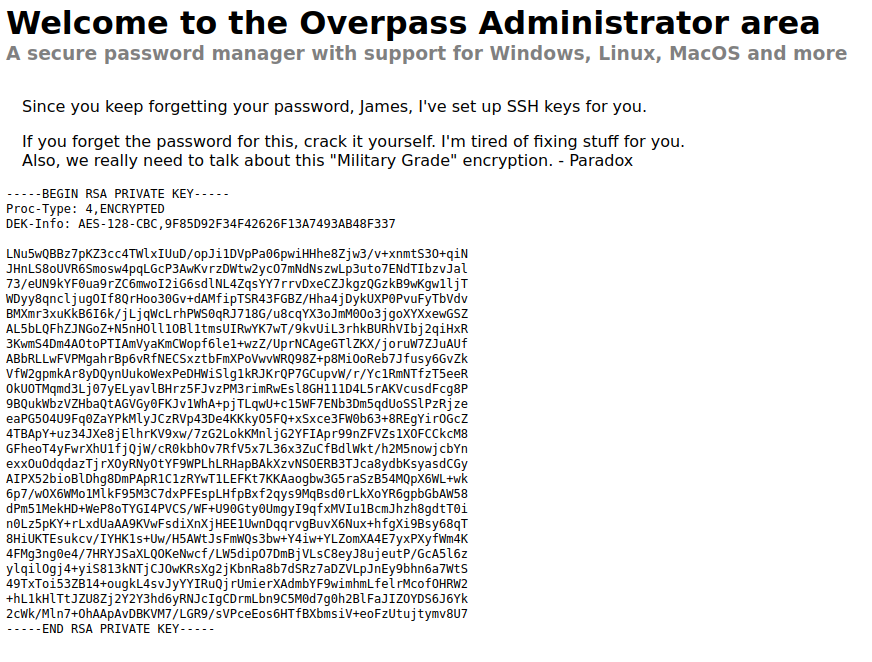 Welcome to the Overpass Administrator area
A secure password manager with support for Windows, Linux, MacOS and more
Since you keep forgetting your password, James, I've set up SSH keys for you.
If you forget the password for this, crack it yourself. I'm tired of fixing stuff for you.
Also, we really need to talk about this "Military Grade" encryption. - Paradox
-----BEGIN RSA PRIVATE KEY-----
Proc-Type: 4,ENCRYPTED
DEK-Info: AES-128-CBC,9F85D92F34F42626F13A7493AB48F337

LNu5wQBBz7pKZ3cc4TWlxIUuD/opJi1DVpPa06pwiHHhe8Zjw3/v+xnmtS3O+qiN
JHnLS8oUVR6Smosw4pqLGcP3AwKvrzDWtw2ycO7mNdNszwLp3uto7ENdTIbzvJal
73/eUN9kYF0ua9rZC6mwoI2iG6sdlNL4ZqsYY7rrvDxeCZJkgzQGzkB9wKgw1ljT
WDyy8qncljugOIf8QrHoo30Gv+dAMfipTSR43FGBZ/Hha4jDykUXP0PvuFyTbVdv
BMXmr3xuKkB6I6k/jLjqWcLrhPWS0qRJ718G/u8cqYX3oJmM0Oo3jgoXYXxewGSZ
AL5bLQFhZJNGoZ+N5nHOll1OBl1tmsUIRwYK7wT/9kvUiL3rhkBURhVIbj2qiHxR
3KwmS4Dm4AOtoPTIAmVyaKmCWopf6le1+wzZ/UprNCAgeGTlZKX/joruW7ZJuAUf
ABbRLLwFVPMgahrBp6vRfNECSxztbFmXPoVwvWRQ98Z+p8MiOoReb7Jfusy6GvZk
VfW2gpmkAr8yDQynUukoWexPeDHWiSlg1kRJKrQP7GCupvW/r/Yc1RmNTfzT5eeR
OkUOTMqmd3Lj07yELyavlBHrz5FJvzPM3rimRwEsl8GH111D4L5rAKVcusdFcg8P
9BQukWbzVZHbaQtAGVGy0FKJv1WhA+pjTLqwU+c15WF7ENb3Dm5qdUoSSlPzRjze
eaPG5O4U9Fq0ZaYPkMlyJCzRVp43De4KKkyO5FQ+xSxce3FW0b63+8REgYirOGcZ
4TBApY+uz34JXe8jElhrKV9xw/7zG2LokKMnljG2YFIApr99nZFVZs1XOFCCkcM8
GFheoT4yFwrXhU1fjQjW/cR0kbhOv7RfV5x7L36x3ZuCfBdlWkt/h2M5nowjcbYn
exxOuOdqdazTjrXOyRNyOtYF9WPLhLRHapBAkXzvNSOERB3TJca8ydbKsyasdCGy
AIPX52bioBlDhg8DmPApR1C1zRYwT1LEFKt7KKAaogbw3G5raSzB54MQpX6WL+wk
6p7/wOX6WMo1MlkF95M3C7dxPFEspLHfpBxf2qys9MqBsd0rLkXoYR6gpbGbAW58
dPm51MekHD+WeP8oTYGI4PVCS/WF+U90Gty0UmgyI9qfxMVIu1BcmJhzh8gdtT0i
n0Lz5pKY+rLxdUaAA9KVwFsdiXnXjHEE1UwnDqqrvgBuvX6Nux+hfgXi9Bsy68qT
8HiUKTEsukcv/IYHK1s+Uw/H5AWtJsFmWQs3bw+Y4iw+YLZomXA4E7yxPXyfWm4K
4FMg3ng0e4/7HRYJSaXLQOKeNwcf/LW5dipO7DmBjVLsC8eyJ8ujeutP/GcA5l6z
ylqilOgj4+yiS813kNTjCJOwKRsXg2jKbnRa8b7dSRz7aDZVLpJnEy9bhn6a7WtS
49TxToi53ZB14+ougkL4svJyYYIRuQjrUmierXAdmbYF9wimhmLfelrMcofOHRW2
+hL1kHlTtJZU8Zj2Y2Y3hd6yRNJcIgCDrmLbn9C5M0d7g0h2BlFaJIZOYDS6J6Yk
2cWk/Mln7+OhAApAvDBKVM7/LGR9/sVPceEos6HTfBXbmsiV+eoFzUtujtymv8U7
-----END RSA PRIVATE KEY-----